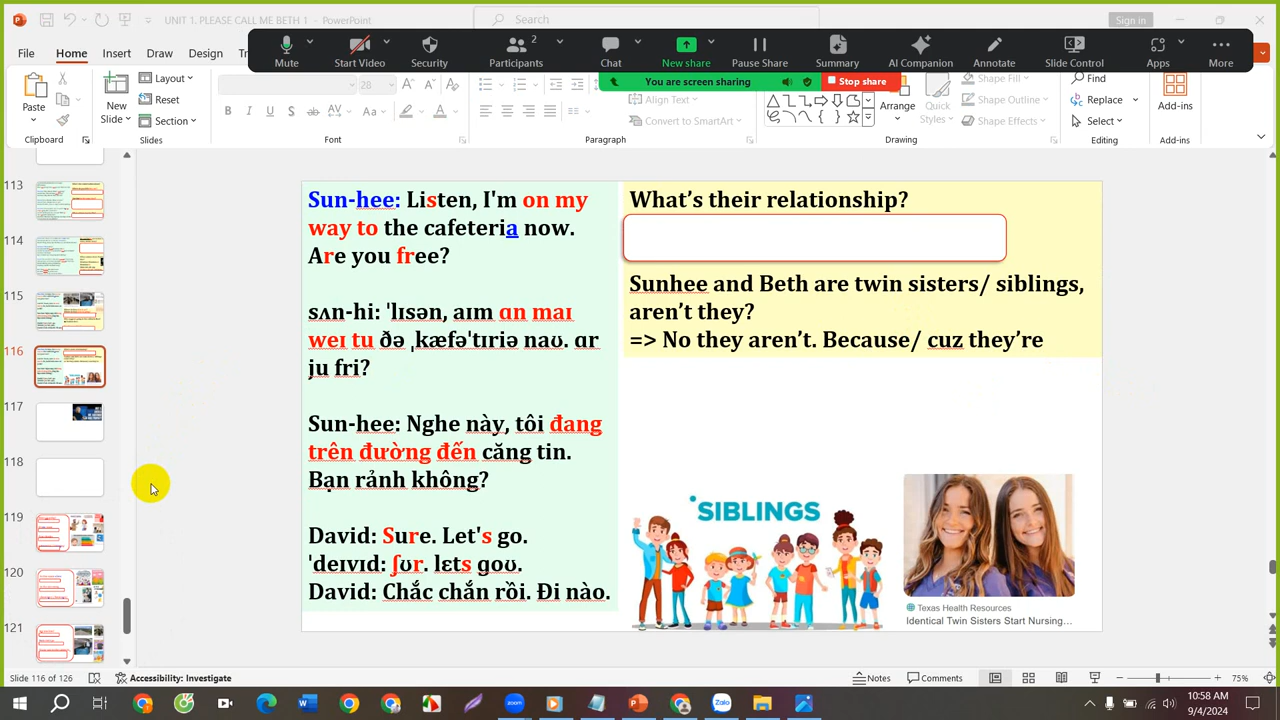 UNIT 1. PLEASE CALL ME BETH 1 - PowerPoint
Search
Sign in
File
Home
Insert
Draw
Design
Mute
Start Video
Security
Participants
2
Chat
New share
Pause Share
Summary
AI Companion
Annotate
Slide Control
Apps
More
You are screen sharing
Stop share
Paste
New
Slide
Layout
Reset
Section
28
B
I
U
S
ab
AV
Aa
Align Text
Convert to SmartArt
Arrange
Quick
Styles
Shape Fill
Shape Outline
Shape Effects
Find
Replace
Select
Add-ins
Clipboard
Slides
Font
Paragraph
Drawing
Editing
Add-ins
113
114
115
116
117
118
119
120
121
Sun-hee: Listen, I'm on my
way to the cafeteria now.
Are you free?
sʌn-hi: ˈlɪsən, aɪm ɑn maɪ
weɪ tu ðə ˌkæfəˈtɪriə naʊ. ɑr
ju fri?
Sun-hee: Nghe này, tôi đang
trên đường đến căng tin.
Bạn rảnh không?
David: Sure. Let's go.
ˈdeɪvɪd: ʃʊr. lɛts goʊ.
David: Chắc chắn rồi. Đi nào.
What's their relationship?
Sunhee and Beth are twin sisters/ siblings,
aren't they?
=> No they aren't. Because/ cuz they're
SIBLINGS
Texas Health Resources
Identical Twin Sisters Start Nursing...
Slide 116 of 126
Accessibility: Investigate
Notes
Comments
75%
zoom
Zalo
10:58 AM
9/4/2024